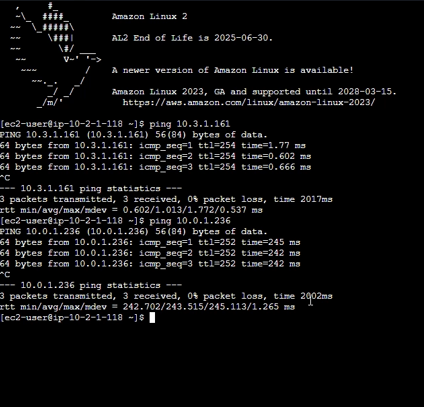 Amazon Linux 2
AL2 End of Life is 2025-06-30.
A newer version of Amazon Linux is available!
Amazon Linux 2023, GA and supported until 2028-03-15.
https://aws.amazon.com/linux/amazon-linux-2023/
[ec2-user@ip-10-2-1-118 ~]$ ping 10.3.1.161
PING 10.3.1.161 (10.3.1.161) 56(84) bytes of data.
64 bytes from 10.3.1.161: icmp_seq=1 ttl=254 time=1.77 ms
64 bytes from 10.3.1.161: icmp_seq=2 ttl=254 time=0.602 ms
64 bytes from 10.3.1.161: icmp_seq=3 ttl=254 time=0.666 ms
^C
--- 10.3.1.161 ping statistics ---
3 packets transmitted, 3 received, 0% packet loss, time 2017ms
rtt min/avg/max/mdev = 0.602/1.013/1.772/0.537 ms
[ec2-user@ip-10-2-1-118 ~]$ ping 10.0.1.236
PING 10.0.1.236 (10.0.1.236) 56(84) bytes of data.
64 bytes from 10.0.1.236: icmp_seq=1 ttl=252 time=245 ms
64 bytes from 10.0.1.236: icmp_seq=2 ttl=252 time=242 ms
64 bytes from 10.0.1.236: icmp_seq=3 ttl=252 time=242 ms
^C
--- 10.0.1.236 ping statistics ---
3 packets transmitted, 3 received, 0% packet loss, time 2002ms
rtt min/avg/max/mdev = 242.702/243.515/245.113/1.265 ms
[ec2-user@ip-10-2-1-118 ~]$